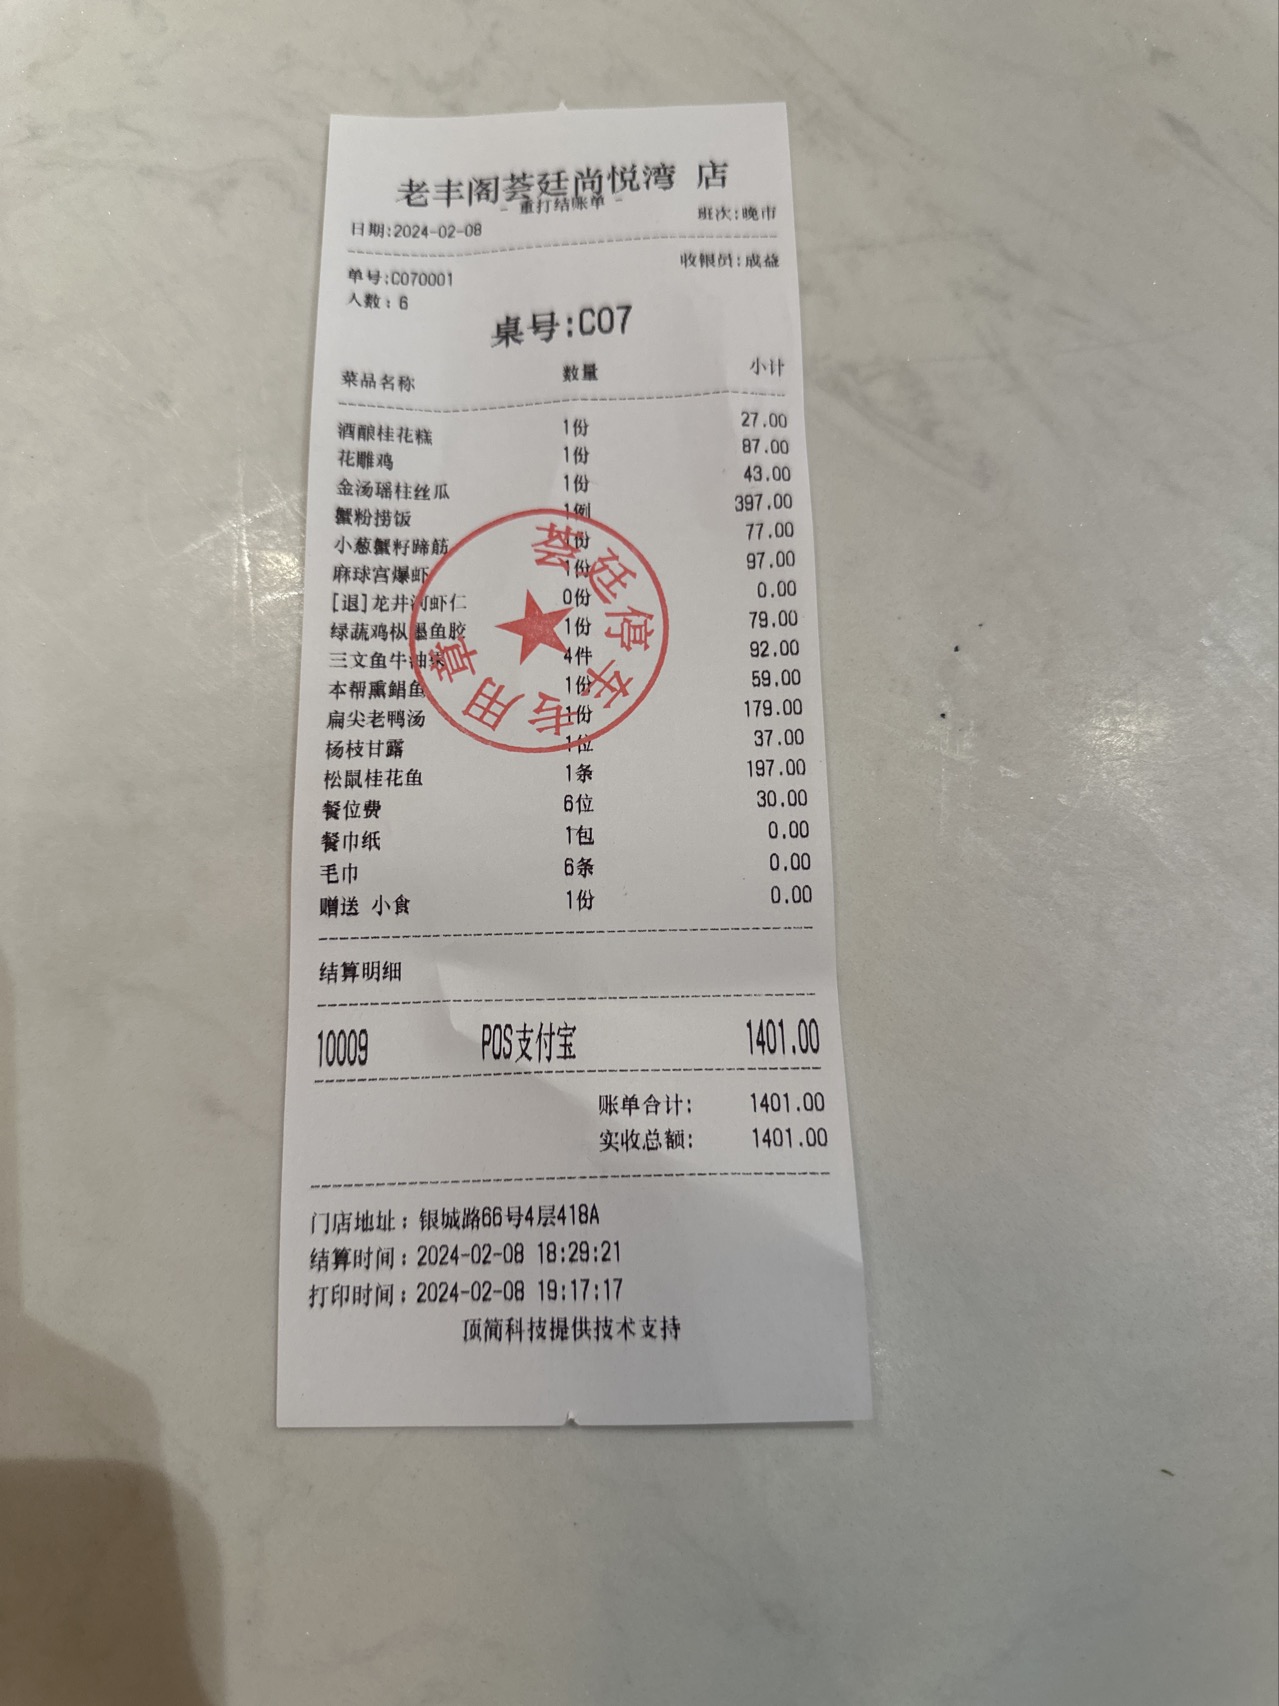 老丰阁荟廷尚悦湾 店
- 重打结账单 -
日期:2024-02-08 班次:晚市
单号:C070001 收银员:成益
人数: 6
桌号:C07
菜品名称 数量 小计
酒酿桂花糕 1份 27.00
花雕鸡 1份 87.00
金汤瑶柱丝瓜 1份 43.00
蟹粉捞饭 1例 397.00
小葱蟹籽蹄筋 1份 77.00
麻球宫爆虾 1份 97.00
[退]龙井河虾仁 0份 0.00
绿蔬鸡枞墨鱼胶 1份 79.00
三文鱼牛油果 4件 92.00
本帮熏鲳鱼 1份 59.00
扁尖老鸭汤 1份 179.00
杨枝甘露 1位 37.00
松鼠桂花鱼 1条 197.00
餐位费 6位 30.00
餐巾纸 1包 0.00
毛巾 6条 0.00
赠送 小食 1份 0.00
荟廷停车专用章
结算明细
10009 POS支付宝 1401.00
账单合计: 1401.00
实收总额: 1401.00
门店地址: 银城路66号4层418A
结算时间: 2024-02-08 18:29:21
打印时间: 2024-02-08 19:17:17
顶简科技提供技术支持